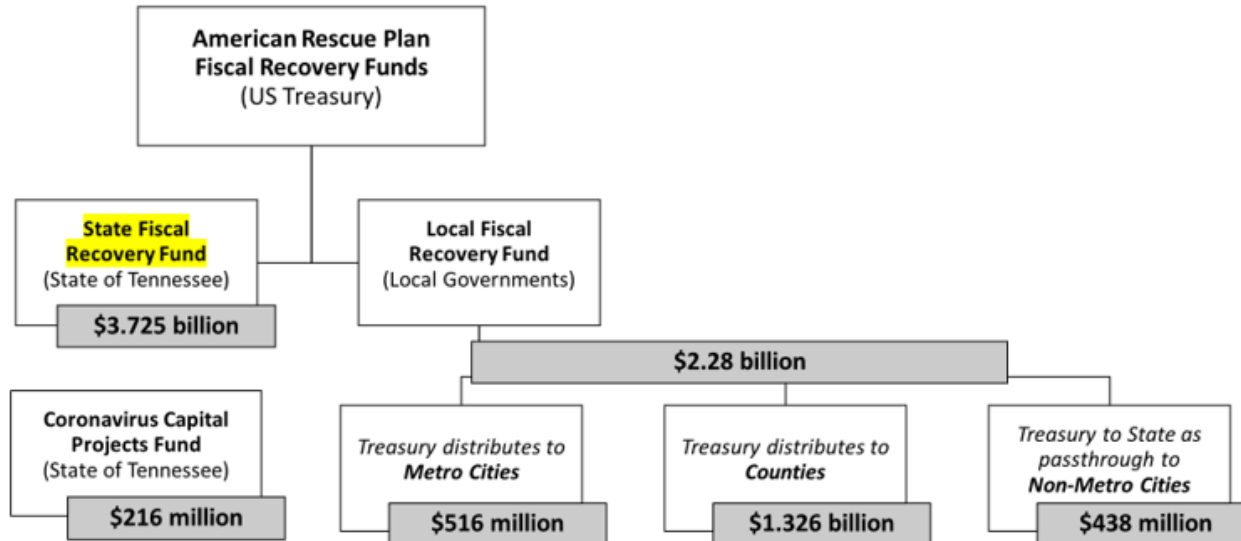 American Rescue Plan
Fiscal Recovery Funds
(US Treasury)
State Fiscal
Recovery Fund
(State of Tennessee)
$3.725 billion
Local Fiscal
Recovery Fund
(Local Governments)
$2.28 billion
Coronavirus Capital
Projects Fund
(State of Tennessee)
$216 million
Treasury distributes to
Metro Cities
$516 million
Treasury distributes to
Counties
$1.326 billion
Treasury to State as
passthrough to
Non-Metro Cities
$438 million